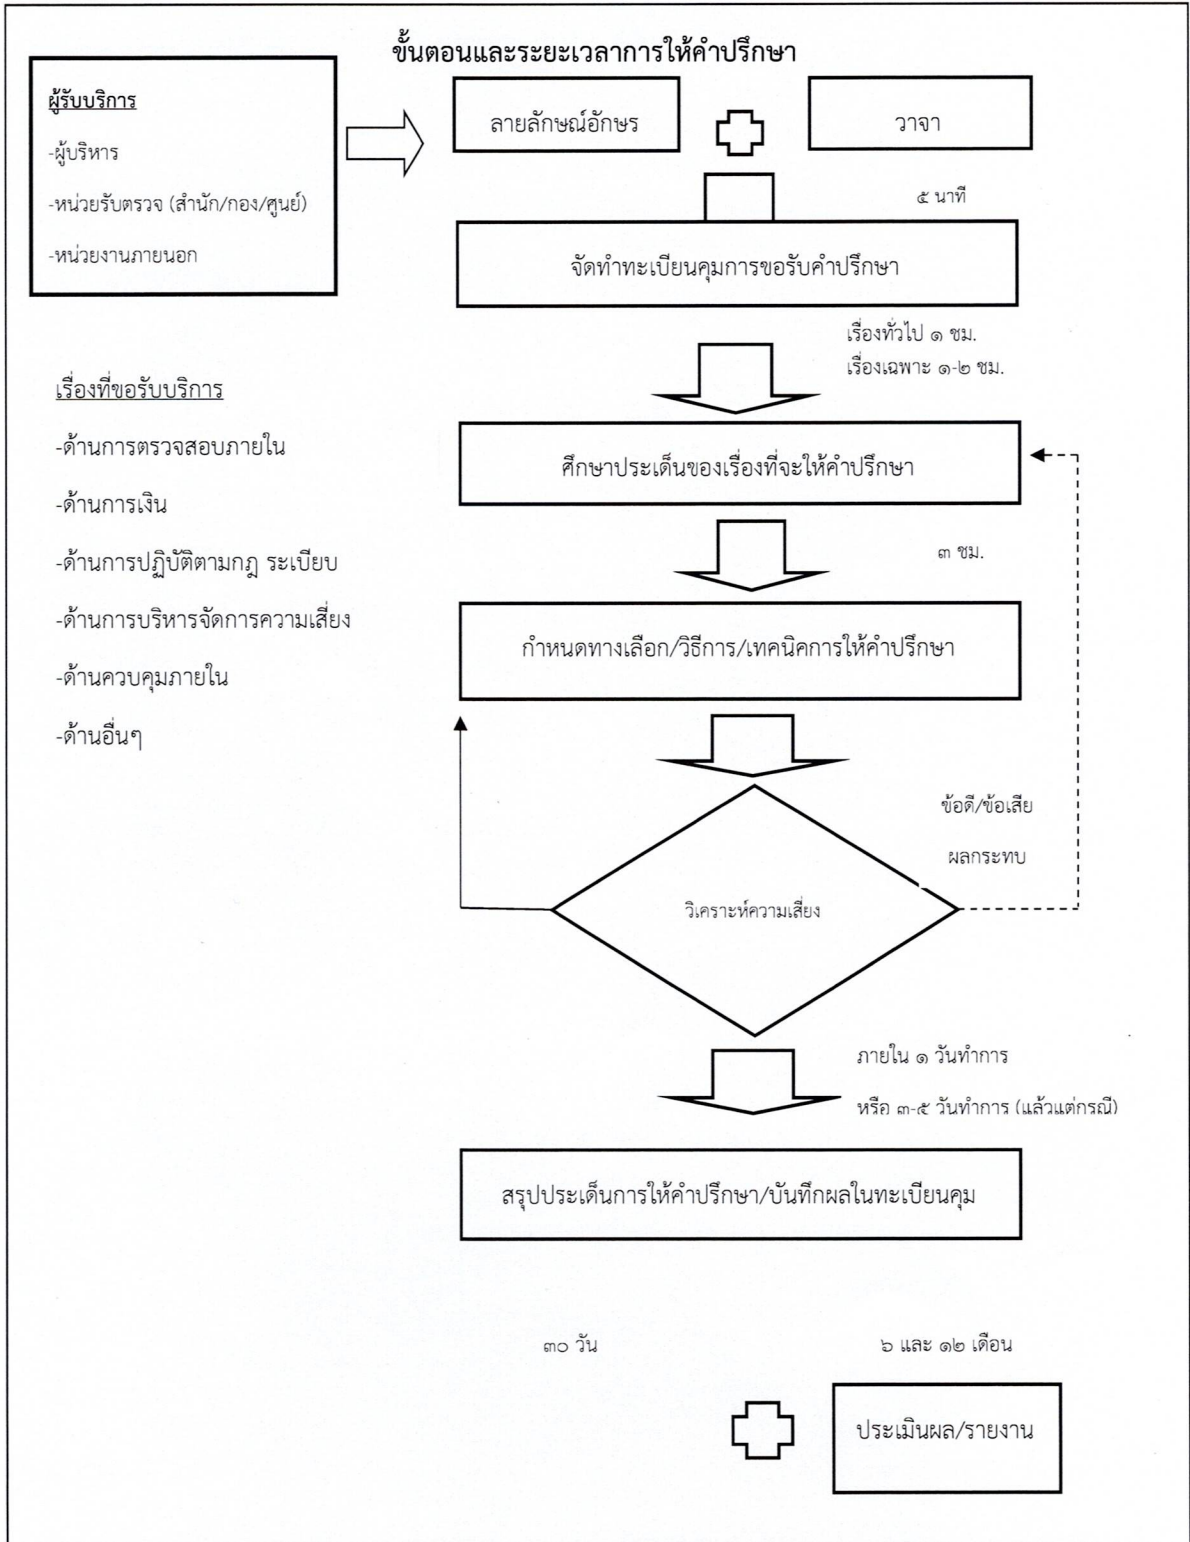 ขั้นตอนและระยะเวลาการให้คำปรึกษา
ผู้รับบริการ
-ผู้บริหาร
-หน่วยรับตรวจ (สำนัก/กอง/ศูนย์)
-หน่วยงานภายนอก
ลายลักษณ์อักษร
วาจา
๕ นาที
จัดทำทะเบียนคุมการขอรับคำปรึกษา
เรื่องทั่วไป ๑ ชม.
เรื่องเฉพาะ ๑-๒ ชม.
เรื่องที่ขอรับบริการ
-ด้านการตรวจสอบภายใน
-ด้านการเงิน
-ด้านการปฏิบัติตามกฎ ระเบียบ
-ด้านการบริหารจัดการความเสี่ยง
-ด้านควบคุมภายใน
-ด้านอื่นๆ
ศึกษาประเด็นของเรื่องที่จะให้คำปรึกษา
๓ ชม.
กำหนดทางเลือก/วิธีการ/เทคนิคการให้คำปรึกษา
ข้อดี/ข้อเสีย
ผลกระทบ
วิเคราะห์ความเสี่ยง
ภายใน ๑ วันทำการ
หรือ ๓-๕ วันทำการ (แล้วแต่กรณี)
สรุปประเด็นการให้คำปรึกษา/บันทึกผลในทะเบียนคุม
๓๐ วัน
๖ และ ๑๒ เดือน
ประเมินผล/รายงาน